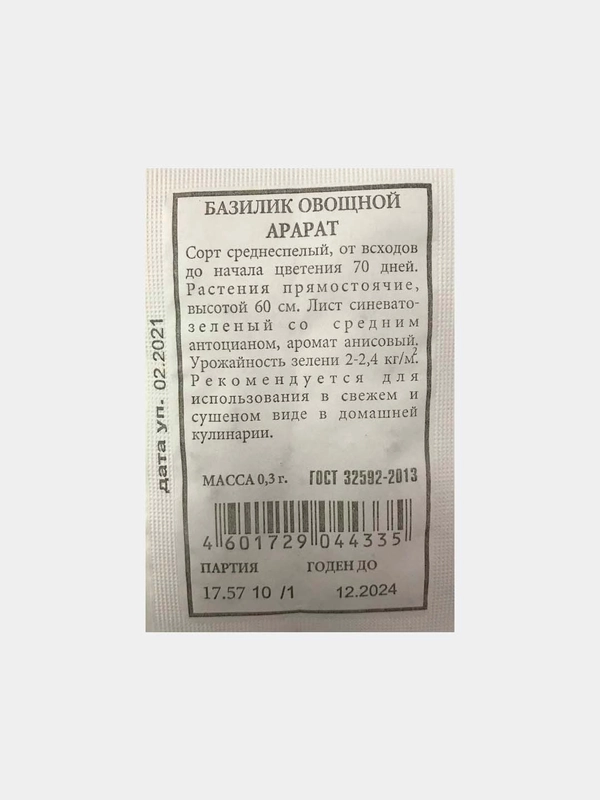 БАЗИЛИК ОВОЩНОЙ
АРАРАТ
Сорт среднеспелый, от всходов
до начала цветения 70 дней.
Растения прямостоячие,
высотой 60 см. Лист синевато-
зеленый со средним
антоцианом, аромат анисовый.
Урожайность зелени 2-2,4 кг/м².
Рекомендуется для
использования в свежем и
сушеном виде в домашней
кулинарии.
МАССА 0,3 г. ГОСТ 32592-2013
4 601729 044335
ПАРТИЯ ГОДЕН ДО
17.57 10 /1 12.2024
дата уп. 02.2021